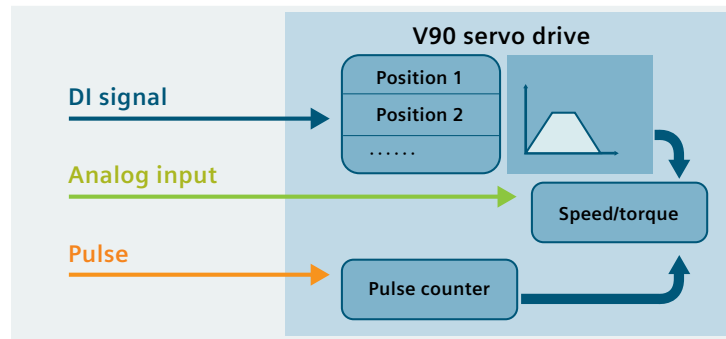 V90 servo drive
DI signal
Position 1
Position 2
......
Analog input
Speed/torque
Pulse
Pulse counter